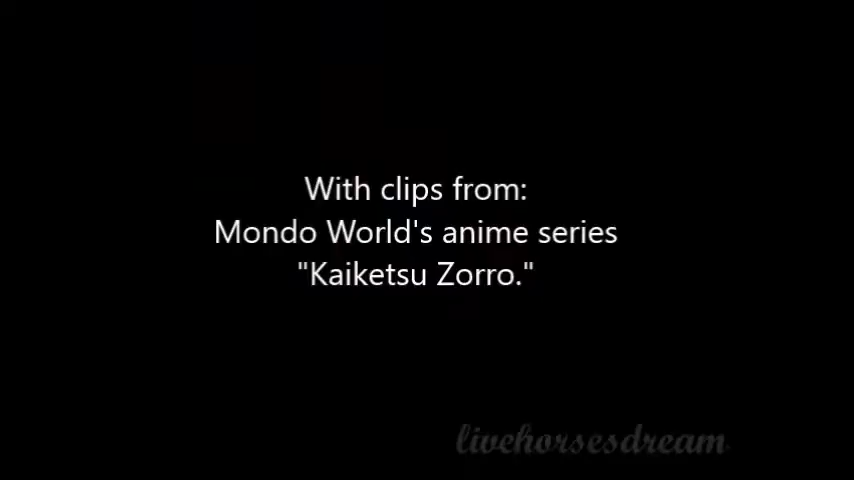 With clips from:
Mondo World's anime series
"Kaiketsu Zorro."
livehorsesdream